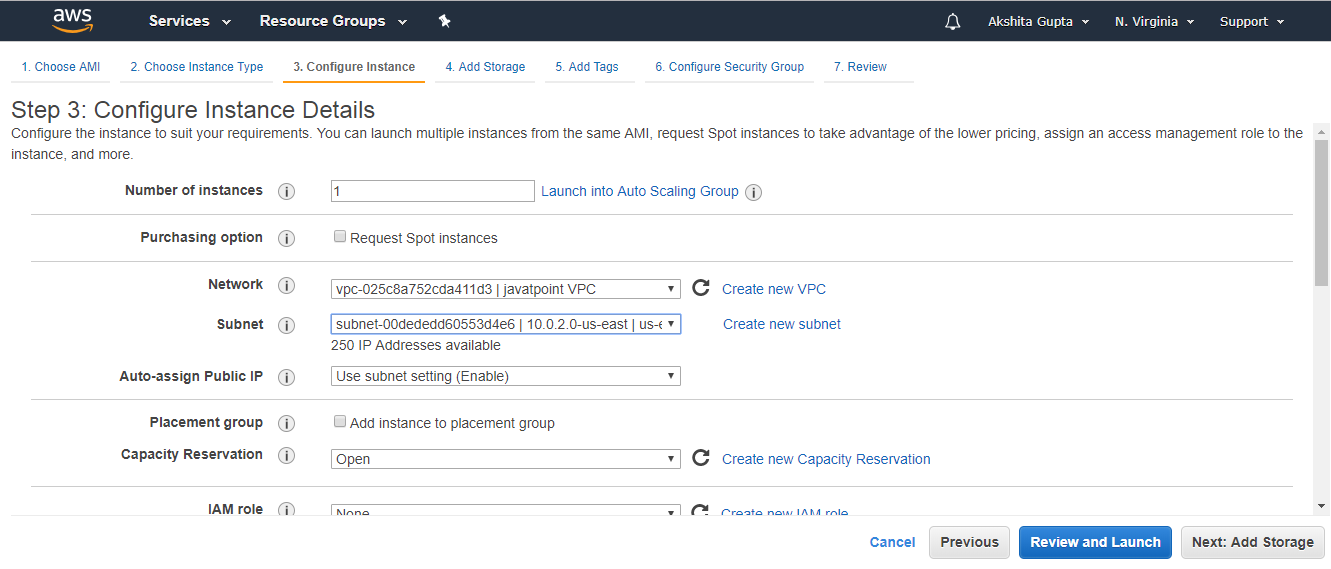 aws Services Resource Groups Akshita Gupta N. Virginia Support
1. Choose AMI 2. Choose Instance Type 3. Configure Instance 4. Add Storage 5. Add Tags 6. Configure Security Group 7. Review
Step 3: Configure Instance Details
Configure the instance to suit your requirements. You can launch multiple instances from the same AMI, request Spot instances to take advantage of the lower pricing, assign an access management role to the
instance, and more.
Number of instances 1 Launch into Auto Scaling Group
Purchasing option Request Spot instances
Network vpc-025c8a752cda411d3 | javatpoint VPC Create new VPC
Subnet subnet-00dededd60553d4e6 | 10.0.2.0-us-east | us-e Create new subnet
250 IP Addresses available
Auto-assign Public IP Use subnet setting (Enable)
Placement group Add instance to placement group
Capacity Reservation Open Create new Capacity Reservation
IAM role None Create new IAM role
Cancel Previous Review and Launch Next: Add Storage